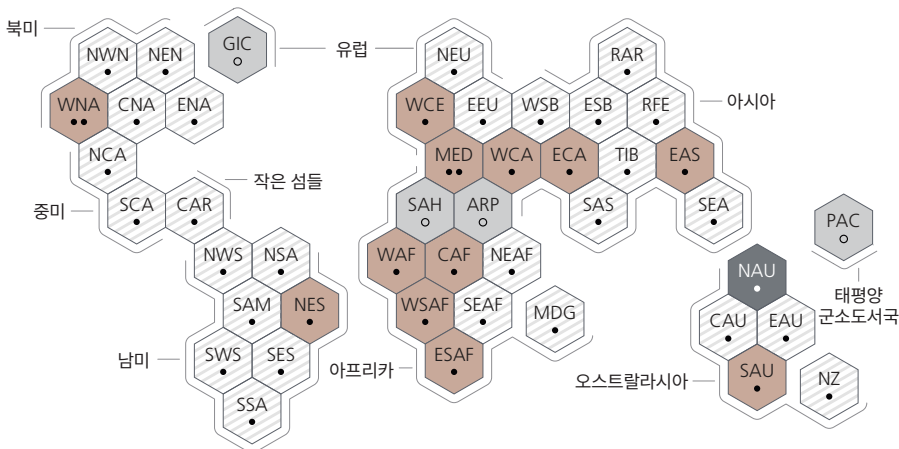 북미
NWN
NEN
GIC
WNA
CNA
ENA
NCA
작은 섬들
중미
SCA
CAR
NWS
NSA
SAM
NES
남미
SWS
SES
SSA
유럽
NEU
RAR
WCE
EEU
WSB
ESB
RFE
아시아
MED
WCA
ECA
TIB
EAS
SAH
ARP
SAS
SEA
WAF
CAF
NEAF
WSAF
SEAF
MDG
아프리카
ESAF
PAC
태평양
군소도서국
NAU
CAU
EAU
오스트랄라시아
SAU
NZ